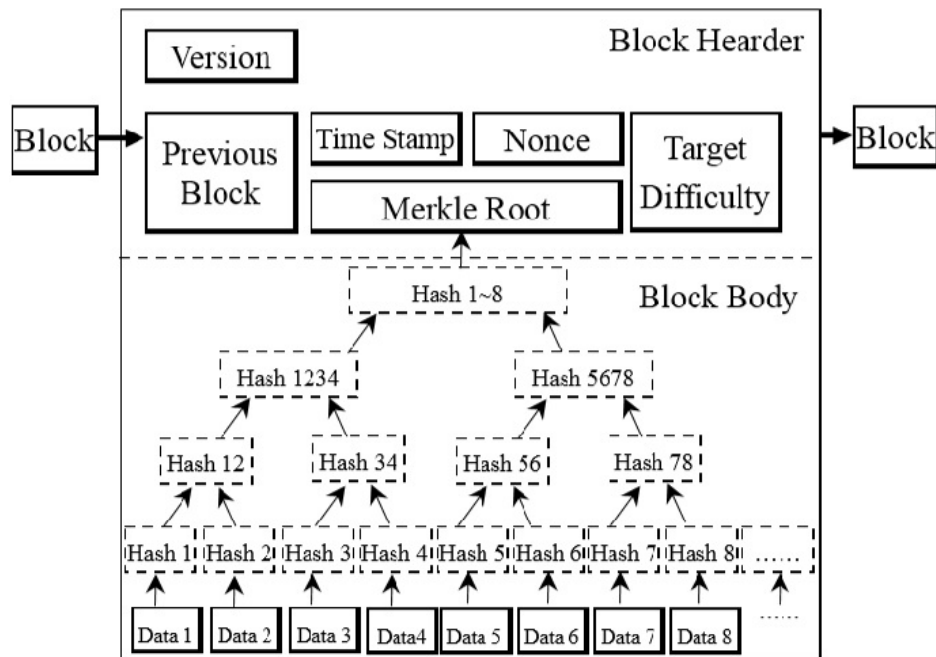 Block Hearder
Version
Block
Previous
Block
Time Stamp
Nonce
Target
Difficulty
Merkle Root
Block
Hash 1~8
Block Body
Hash 1234
Hash 5678
Hash 12
Hash 34
Hash 56
Hash 78
Hash 1
Hash 2
Hash 3
Hash 4
Hash 5
Hash 6
Hash 7
Hash 8
......
Data 1
Data 2
Data 3
Data4
Data 5
Data 6
Data 7
Data 8
......